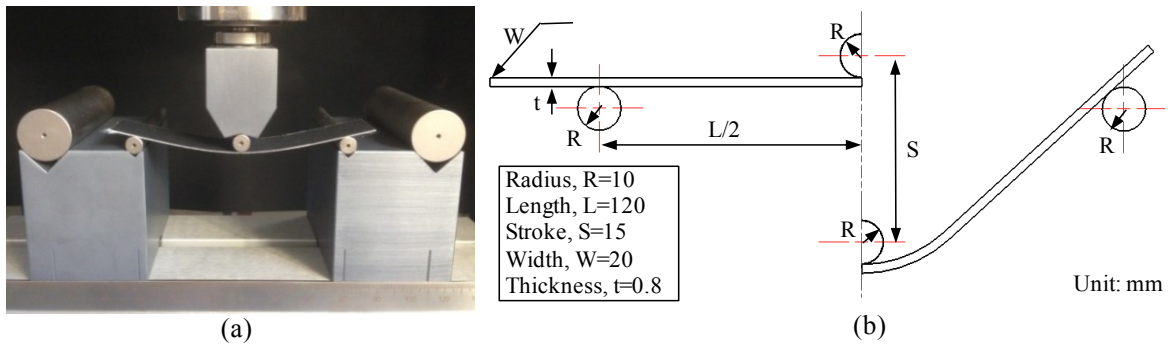 W
t
R
L/2
R
S
R
R
Radius, R=10
Length, L=120
Stroke, S=15
Width, W=20
Thickness, t=0.8
Unit: mm
(a)
(b)